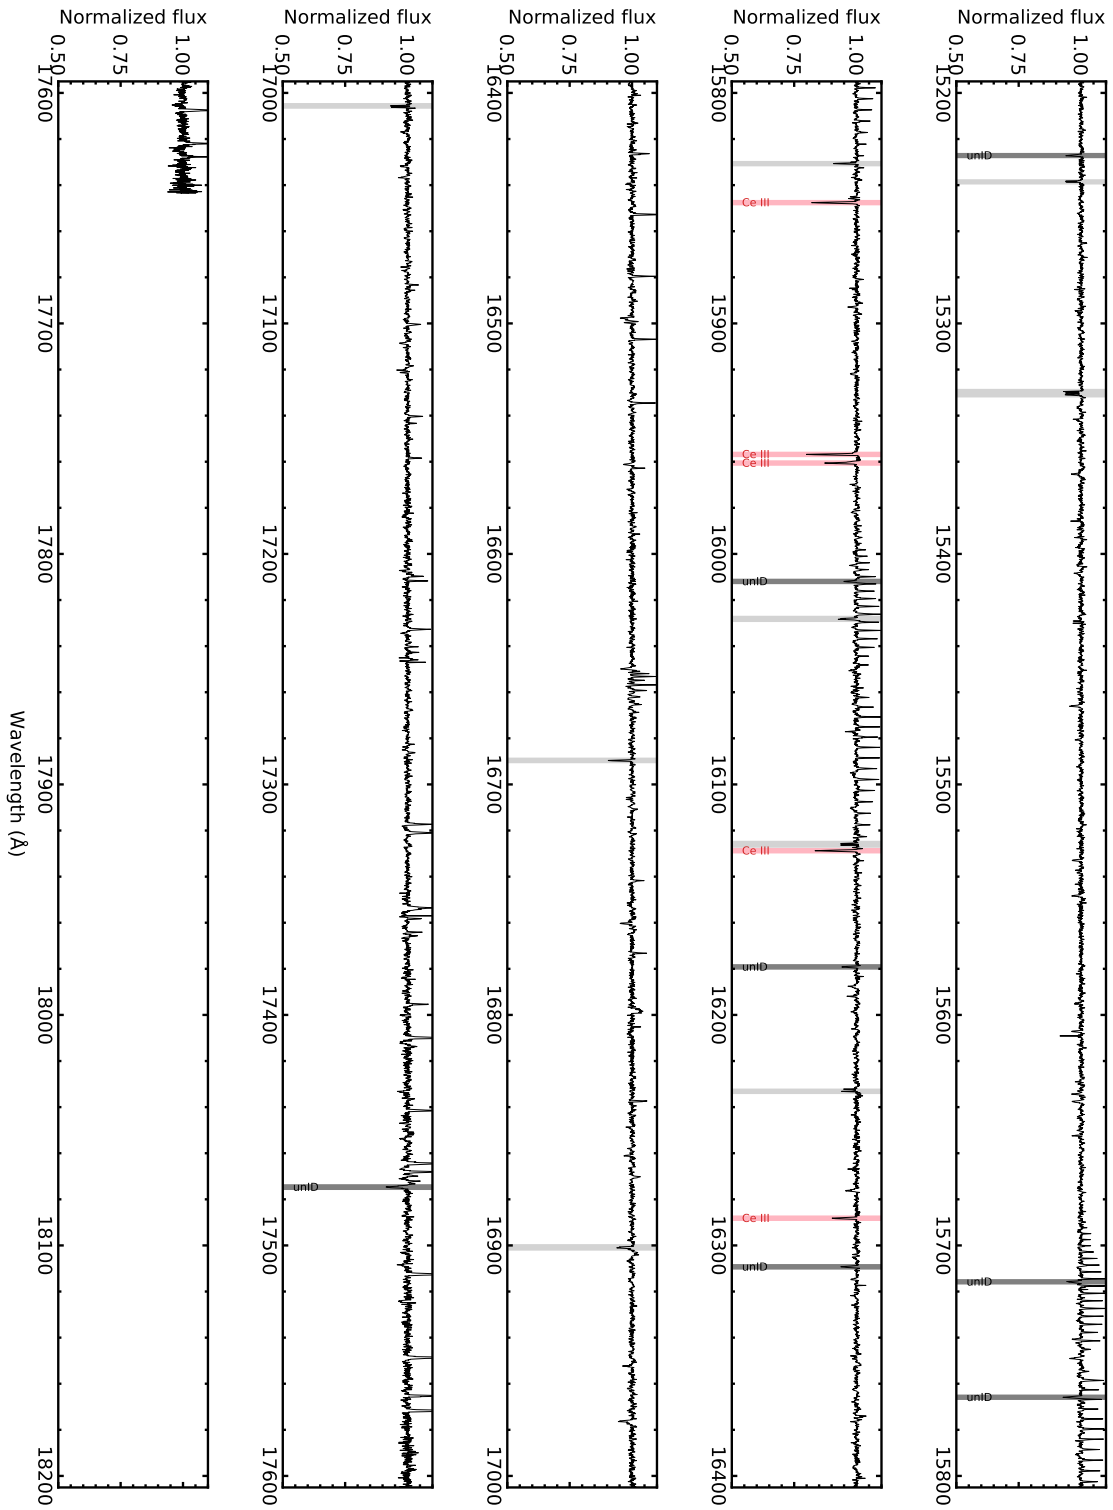 Normalized flux
1.00
0.75
0.50
unID
unID
unID
15200 15300 15400 15500 15600 15700 15800
Normalized flux
1.00
0.75
0.50
Ce III
Ce III
Ce III
unID
Ce III
unID
Ce III
unID
15800 15900 16000 16100 16200 16300 16400
Normalized flux
1.00
0.75
0.50
16400 16500 16600 16700 16800 16900 17000
Normalized flux
1.00
0.75
0.50
unID
17000 17100 17200 17300 17400 17500 17600
Normalized flux
1.00
0.75
0.50
17600 17700 17800 17900 18000 18100 18200
Wavelength (Å)